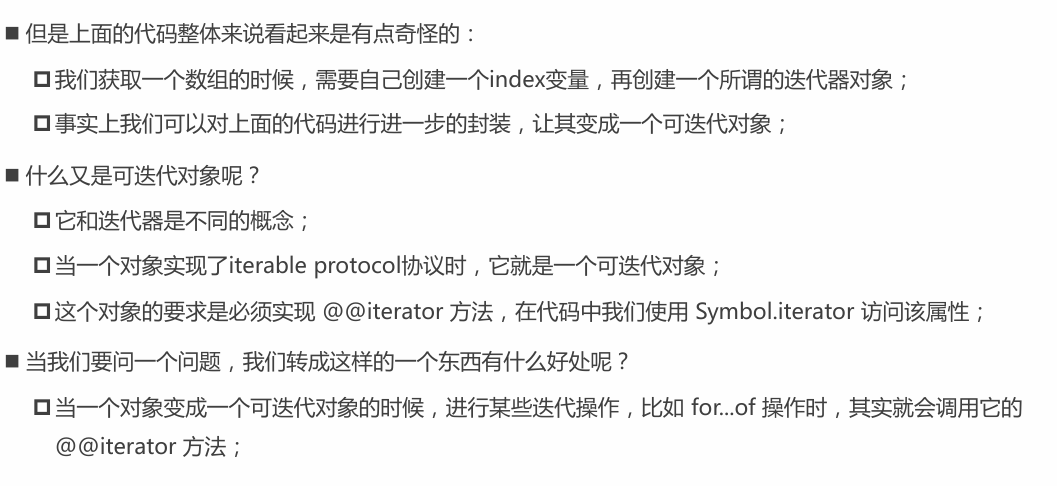 ■ 但是上面的代码整体来说看起来是有点奇怪的：
我们获取一个数组的时候，需要自己创建一个index变量，再创建一个所谓的迭代器对象；
事实上我们可以对上面的代码进行进一步的封装，让其变成一个可迭代对象；
■ 什么又是可迭代对象呢？
它和迭代器是不同的概念；
当一个对象实现了iterable protocol协议时，它就是一个可迭代对象；
这个对象的要求是必须实现 @@iterator 方法，在代码中我们使用 Symbol.iterator 访问该属性；
■ 当我们要问一个问题，我们转成这样的一个东西有什么好处呢？
当一个对象变成一个可迭代对象的时候，进行某些迭代操作，比如 for...of 操作时，其实就会调用它的
@@iterator 方法；